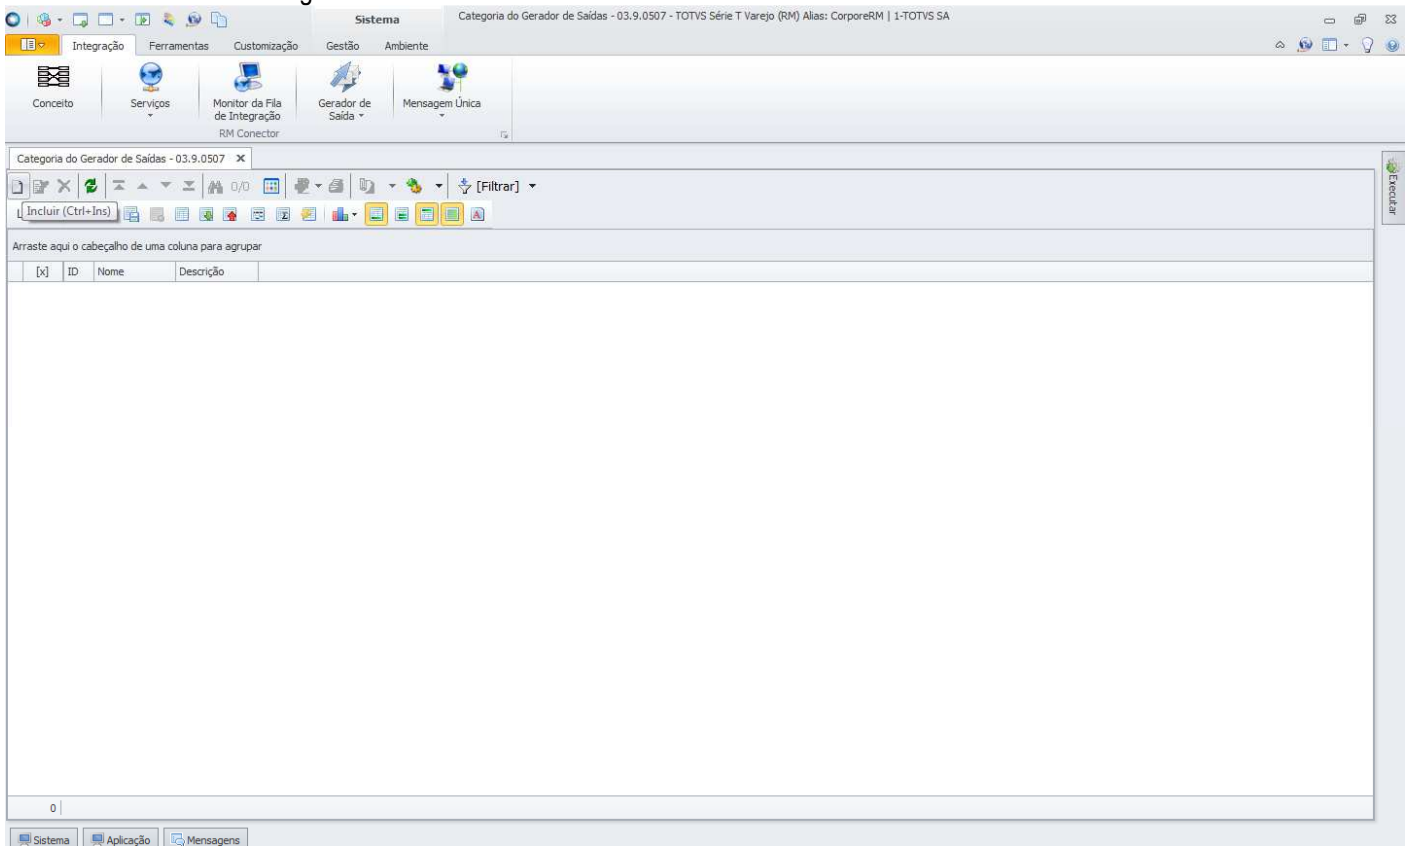 Sistema
Categoria do Gerador de Saídas - 03.9.0507 - TOTVS Série T Varejo (RM) Alias: CorporeRM | 1-TOTVS SA
Integração Ferramentas Customização Gestão Ambiente
Conceito Serviços Monitor da Fila de Integração Gerador de Saída Mensagem Única
RM Conector
Categoria do Gerador de Saídas - 03.9.0507
Executar
0/0 [Filtrar]
Incluir (Ctrl+Ins)
Arraste aqui o cabeçalho de uma coluna para agrupar
[x] ID Nome Descrição
0
Sistema Aplicação Mensagens